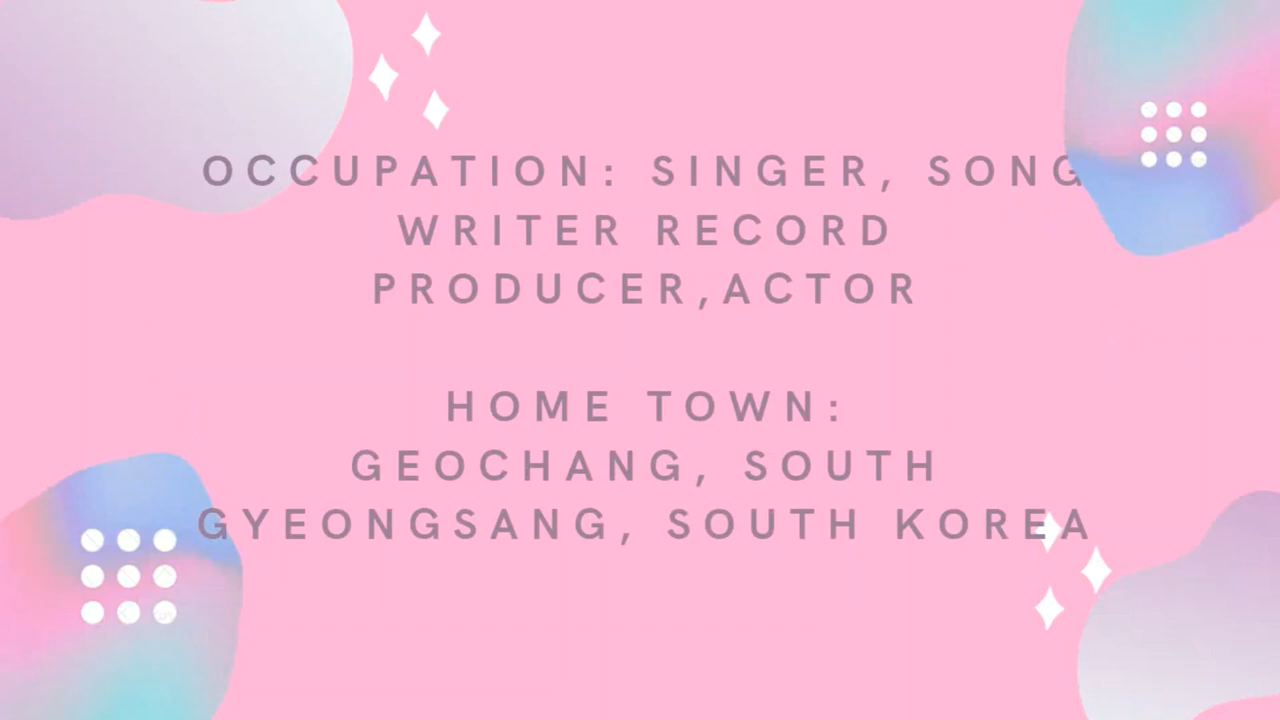 OCCUPATION: SINGER, SONG
WRITER RECORD
PRODUCER,ACTOR
HOME TOWN:
GEOCHANG, SOUTH
GYEONGSANG, SOUTH KOREA